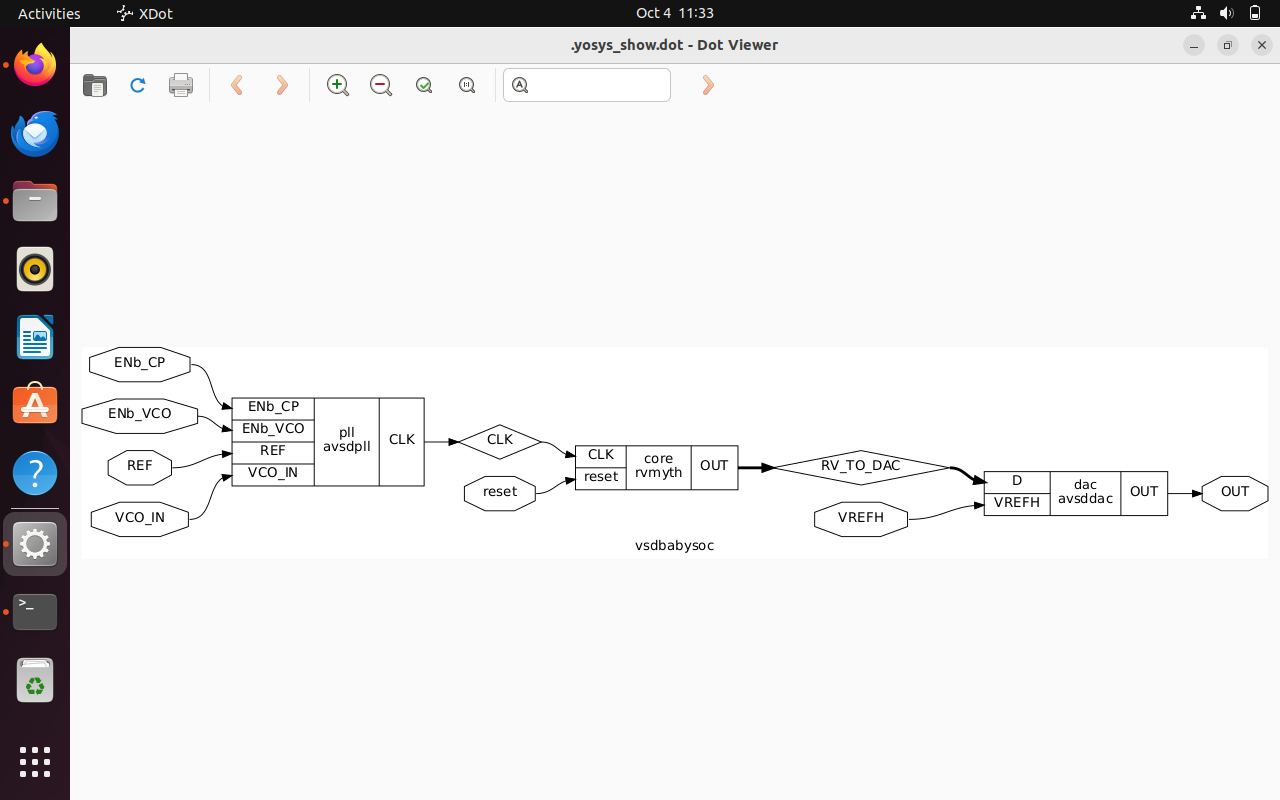 Activities
XDot
Oct 4 11:33
.yosys_show.dot - Dot Viewer
ENb_CP
ENb_VCO
REF
VCO_IN
ENb_CP
ENb_VCO
REF
VCO_IN
pll
avsdpll
CLK
CLK
reset
CLK
reset
core
rvmyth
OUT
RV_TO_DAC
VREFH
D
VREFH
dac
avsddac
OUT
OUT
vsdbabysoc